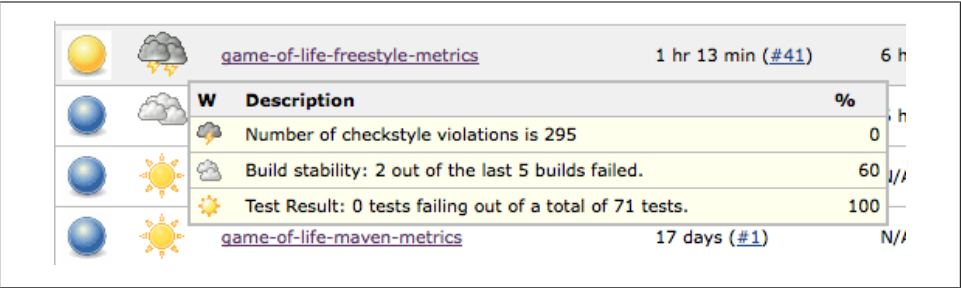 game-of-life-freestyle-metrics 1 hr 13 min (#41) 6 h
W Description %
Number of checkstyle violations is 295 0
h
Build stability: 2 out of the last 5 builds failed. 60
N/A
Test Result: 0 tests failing out of a total of 71 tests. 100
game-of-life-maven-metrics 17 days (#1) N/A